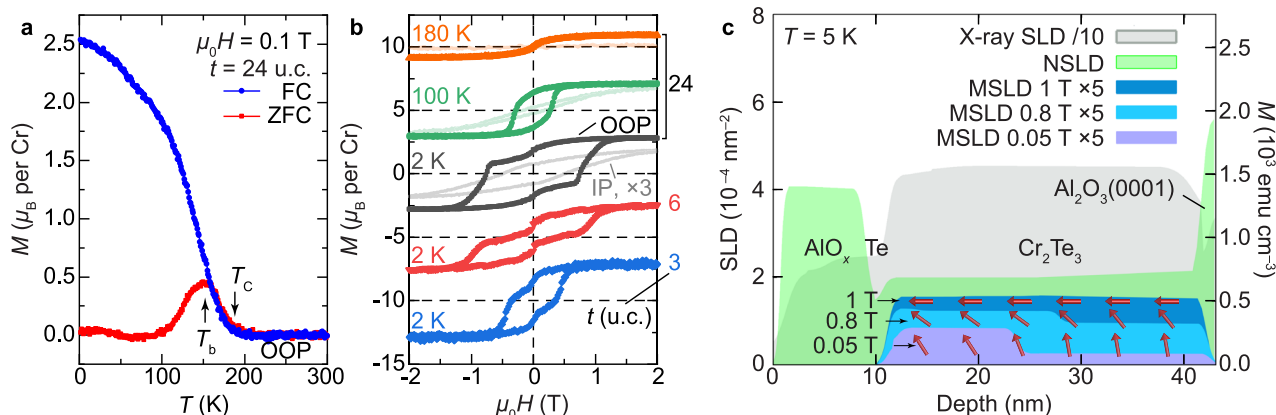 a
μ₀H = 0.1 T
t = 24 u.c.
FC
ZFC
M (μB per Cr)
2.5
2.0
1.5
1.0
0.5
0.0
TC
Tb
OOP
0 100 200 300
T (K)
b
180 K
100 K
24
OOP
2 K
IP, ×3
6
2 K
3
t (u.c.)
2 K
M (μB per Cr)
10
5
0
-5
-10
-15
-2 -1 0 1 2
μ₀H (T)
c
T = 5 K
X-ray SLD /10
NSLD
MSLD 1 T ×5
MSLD 0.8 T ×5
MSLD 0.05 T ×5
Al₂O₃(0001)
AlOₓ Te Cr₂Te₃
1 T
0.8 T
0.05 T
SLD (10⁻⁴ nm⁻²)
8
6
4
2
0
M (10³ emu cm⁻³)
2.5
2.0
1.5
1.0
0.5
0.0
0 10 20 30 40
Depth (nm)